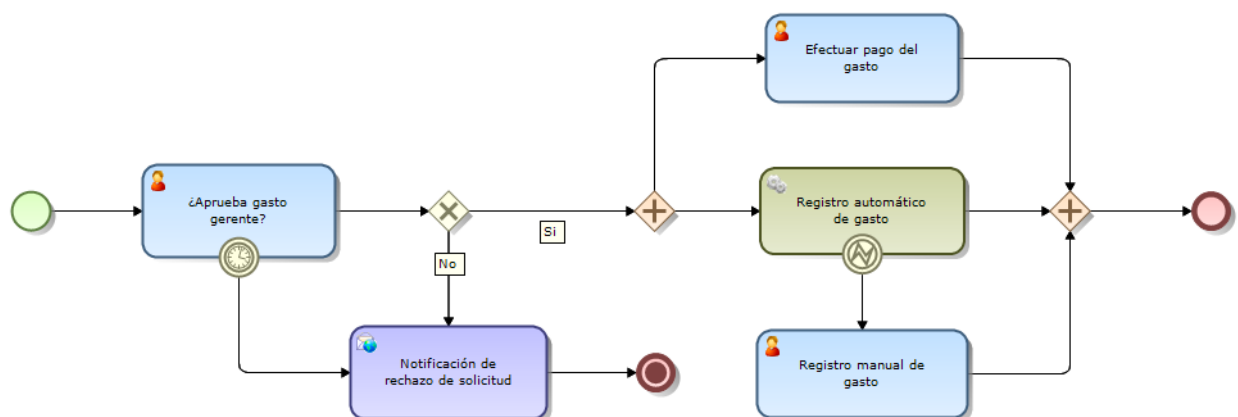 Efectuar pago del
gasto
¿Aprueba gasto
gerente?
Si
No
Registro automático
de gasto
Notificación de
rechazo de solicitud
Registro manual de
gasto